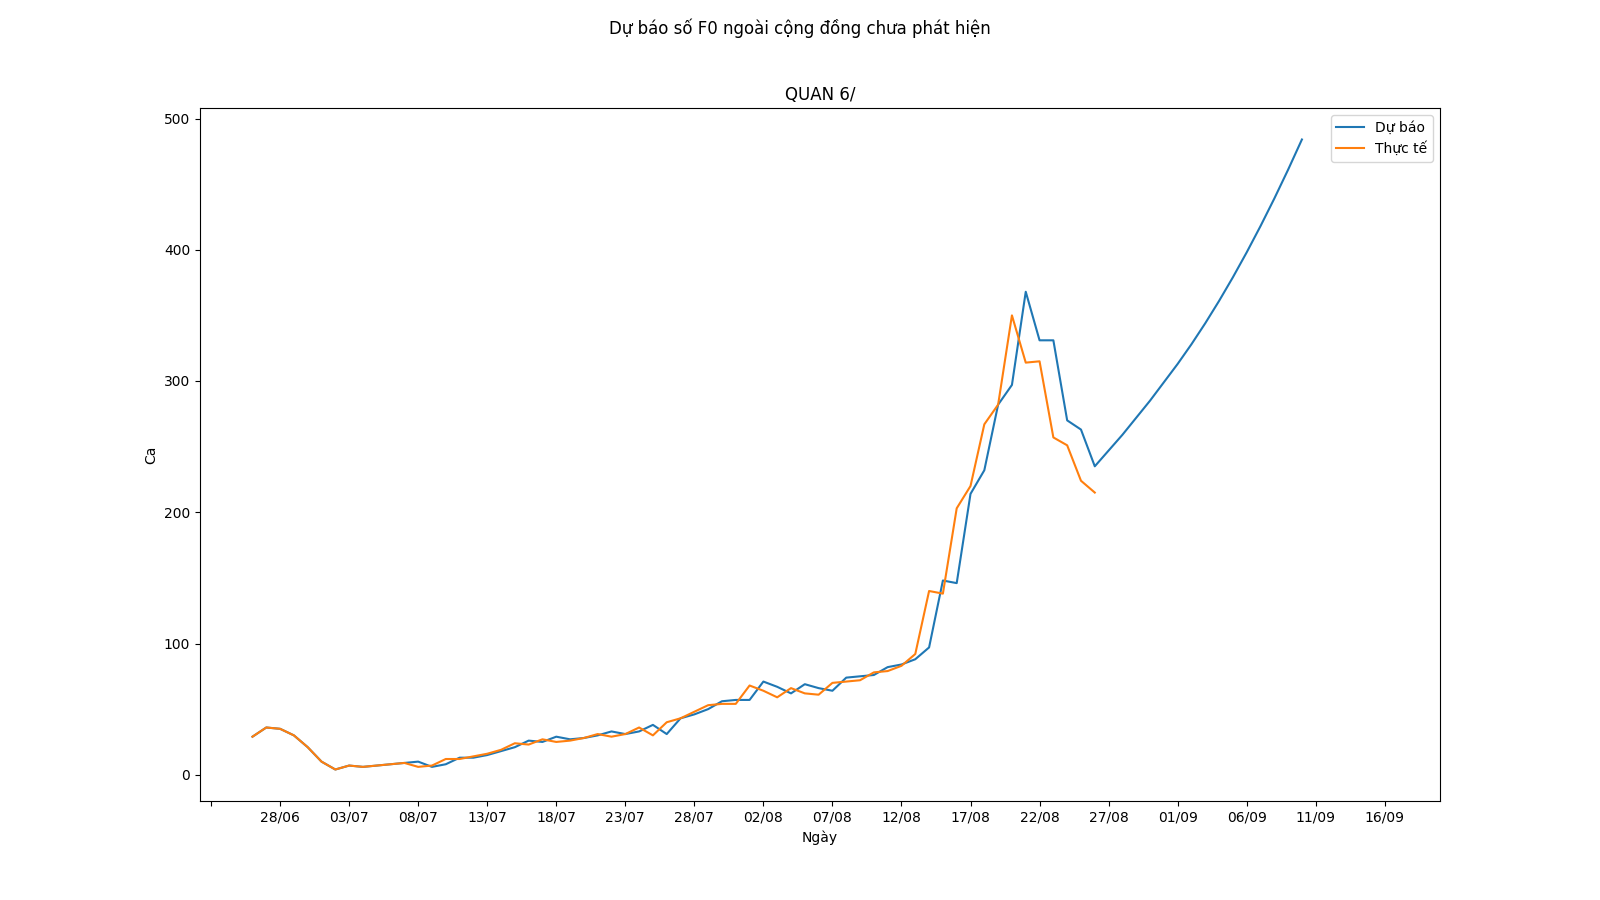 Dự báo số F0 ngoài cộng đồng chưa phát hiện
QUAN 6/
Dự báo
Thực tế
500
400
300
200
100
0
Ca
28/06 03/07 08/07 13/07 18/07 23/07 28/07 02/08 07/08 12/08 17/08 22/08 27/08 01/09 06/09 11/09 16/09
Ngày